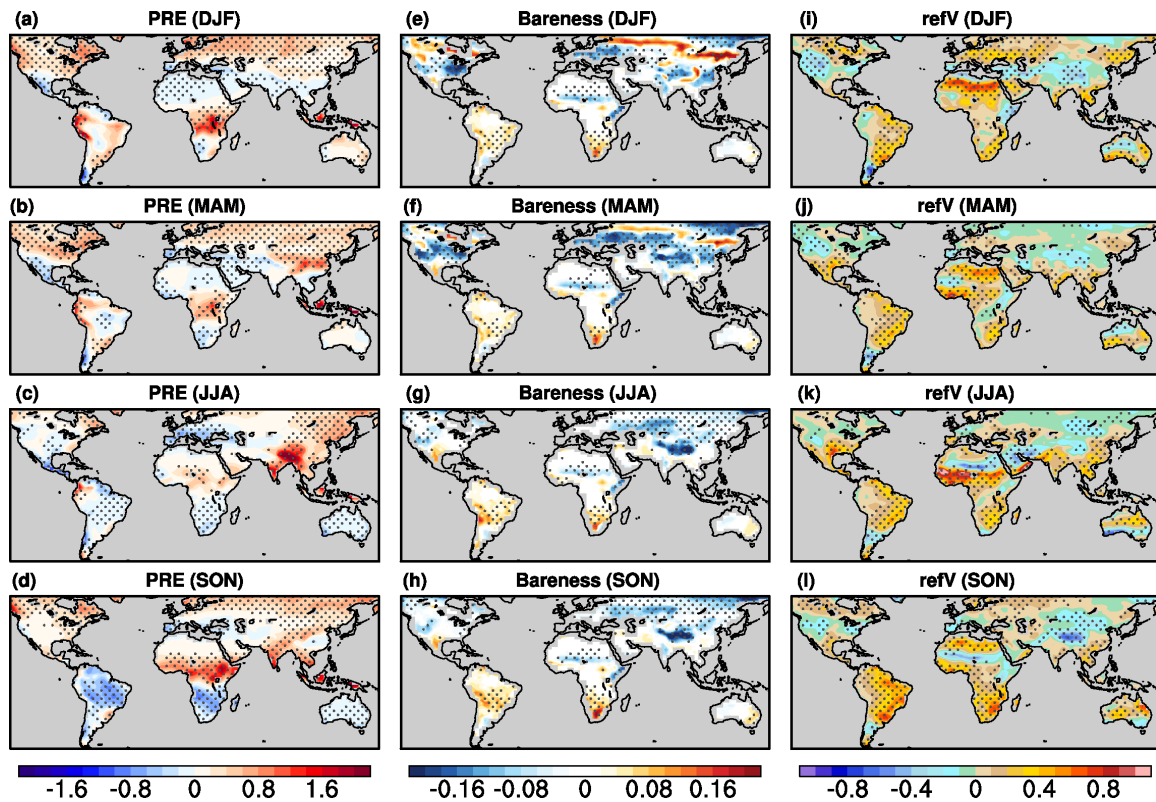 (a) PRE (DJF) (e) Bareness (DJF) (i) refV (DJF)
(b) PRE (MAM) (f) Bareness (MAM) (j) refV (MAM)
(c) PRE (JJA) (g) Bareness (JJA) (k) refV (JJA)
(d) PRE (SON) (h) Bareness (SON) (l) refV (SON)
-1.6 -0.8 0 0.8 1.6 -0.16 -0.08 0 0.08 0.16 -0.8 -0.4 0 0.4 0.8